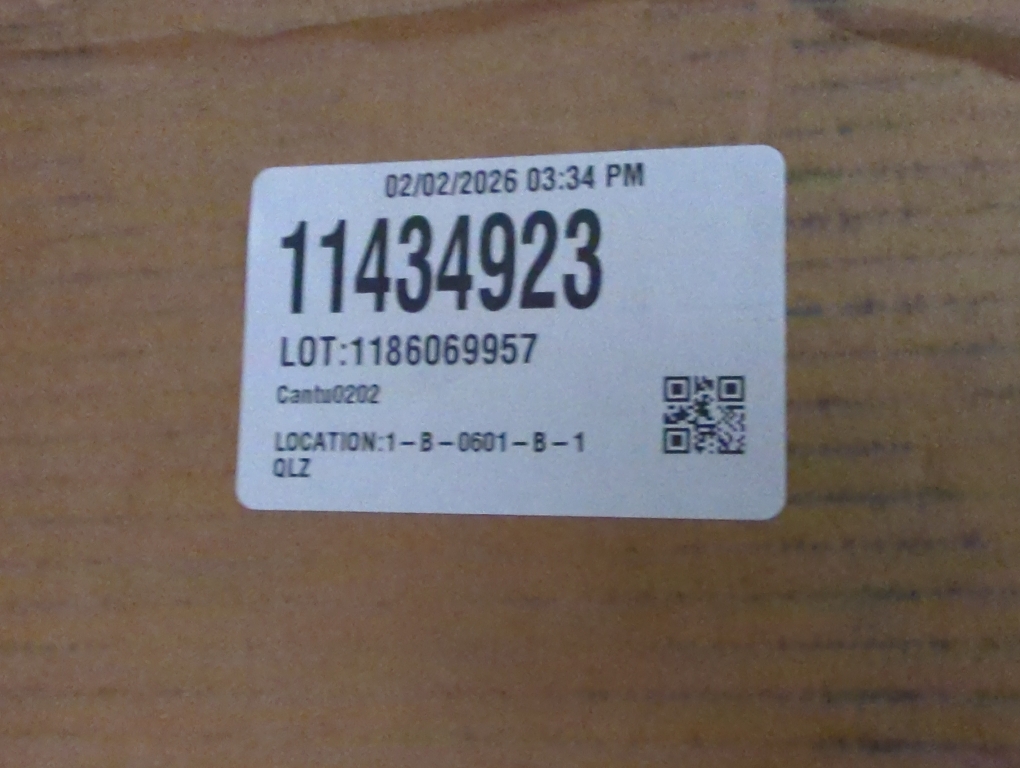 02/02/2026 03:34 PM
11434923
LOT:1186069957
Cantu0202
LOCATION:1-B-0601-B-1
QLZ